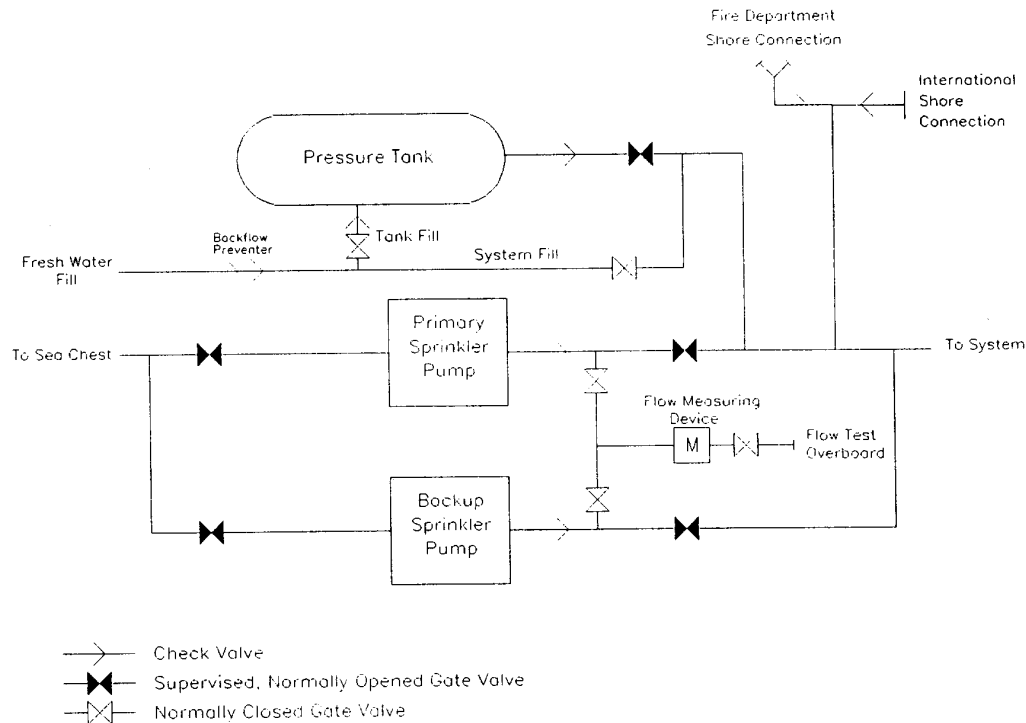 Fire Department
Shore Connection
International
Shore
Connection
Pressure Tank
Backflow
Preventer
Tank Fill
System Fill
Fresh Water
Fill
Primary
Sprinkler
Pump
To Sea Chest
To System
Flow Measuring
Device
M
Flow Test
Overboard
Backup
Sprinkler
Pump
Check Valve
Supervised, Normally Opened Gate Valve
Normally Closed Gate Valve